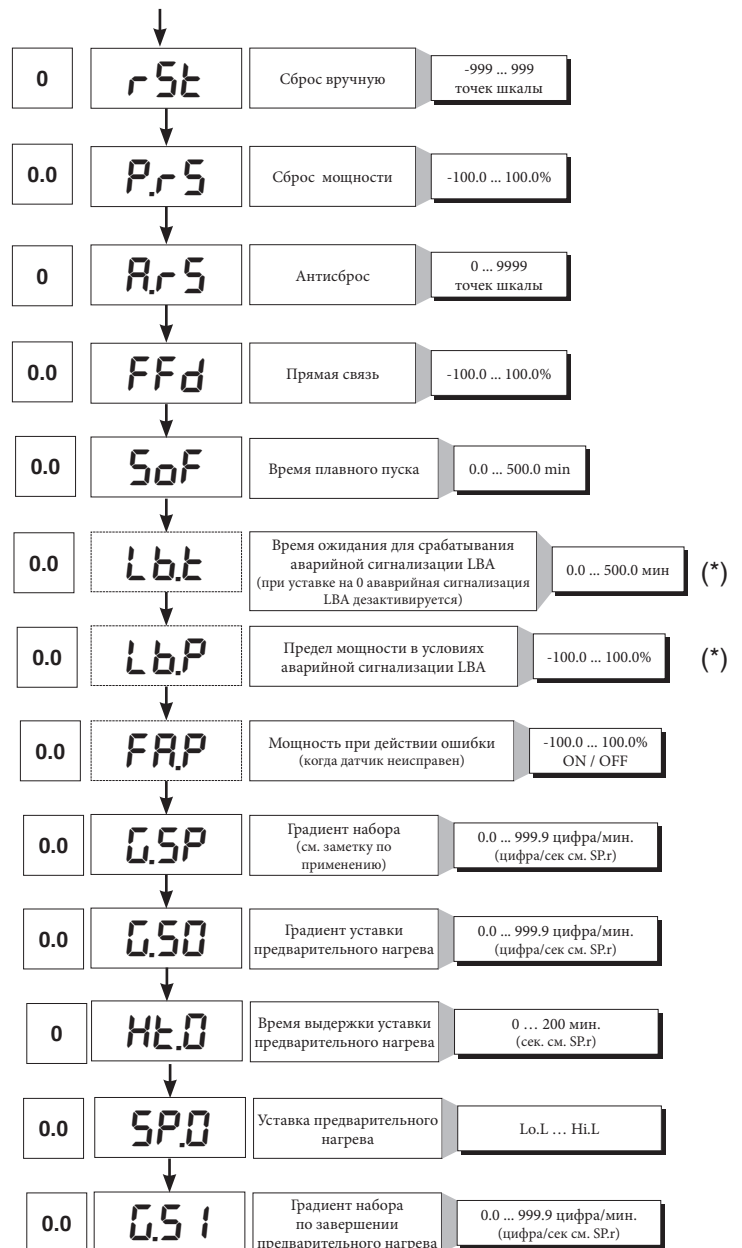 0
rSt
Сброс вручную
-999 ... 999
точек шкалы
0.0
P.rS
Сброс мощности
-100.0 ... 100.0%
0
A.rS
Антисброс
0 ... 9999
точек шкалы
0.0
FFd
Прямая связь
-100.0 ... 100.0%
0.0
SoF
Время плавного пуска
0.0 ... 500.0 min
0.0
Lb.t
Время ожидания для срабатывания
аварийной сигнализации LBA
(при уставке на 0 ававрийная сигнализация
LBA дезактивируется)
0.0 ... 500.0 мин
(*)
0.0
Lb.P
Предел мощности в условиях
аварийной сигнализации LBA
-100.0 ... 100.0%
(*)
0.0
FA.P
Мощность при действии ошибки
(когда датчик неисправен)
-100.0 ... 100.0%
ON / OFF
0.0
G.SP
Градиент набора
(см. заметку по
применению)
0.0 ... 999.9 цифра/мин.
(цифра/сек см. SP.r)
0.0
G.S0
Градиент уставки
предварительного нагрева
0.0 ... 999.9 цифра/мин.
(цифра/сек см. SP.r)
0
Ht.0
Время выдержки уставки
предварительного нагрева
0 … 200 мин.
(сек. см. SP.r)
0.0
SP.0
Уставка предварительного
нагрева
Lo.L … Hi.L
0.0
G.S1
Градиент набора
по завершении
предварительного нагрева
0.0 ... 999.9 цифра/мин.
(цифра/сек см. SP.r)